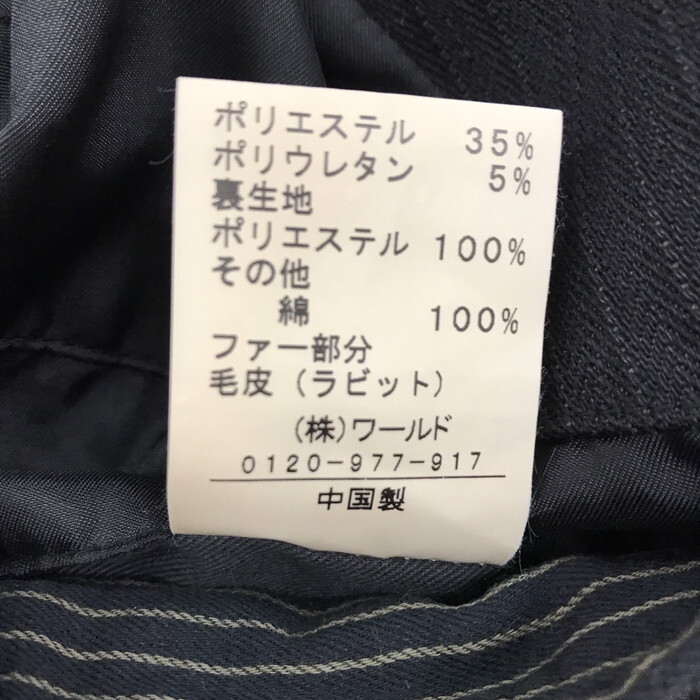 ポリエステル 35%
ポリウレタン 5%
裏生地
ポリエステル 100%
その他
綿 100%
ファー部分
毛皮（ラビット）
（株）ワールド
0120-977-917
中国製